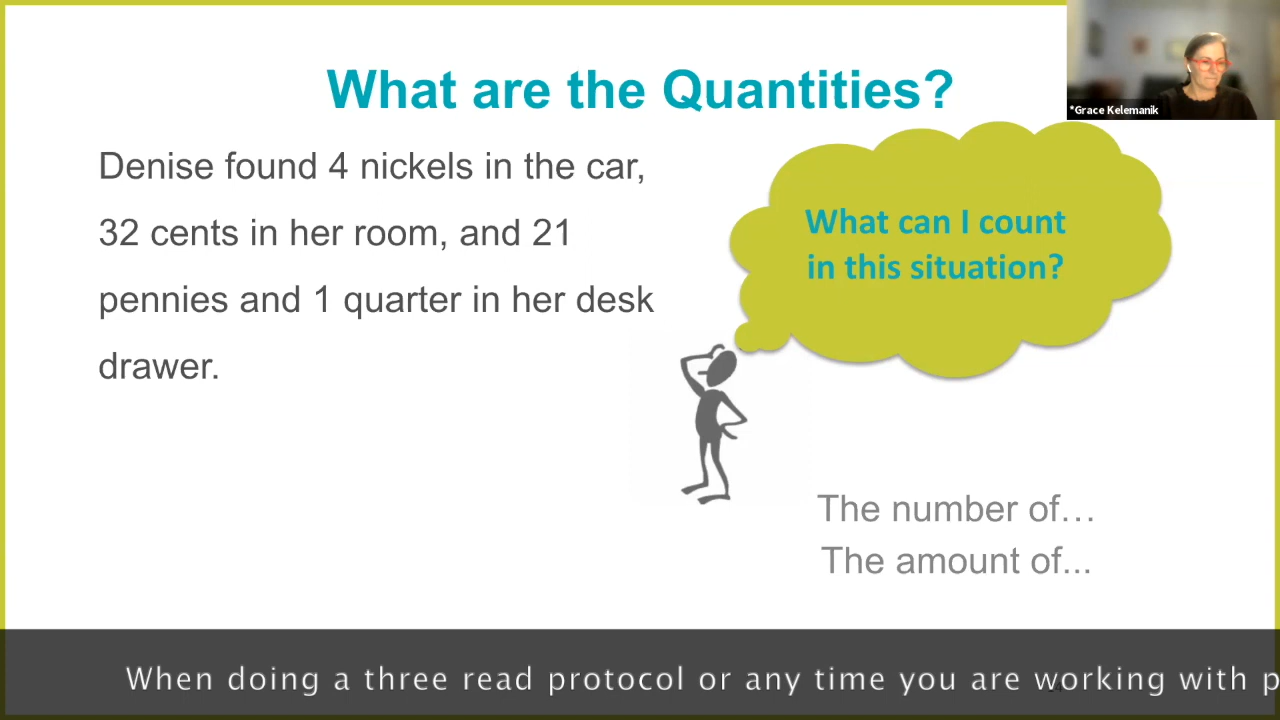 What are the Quantities?
*Grace Kelemanik
Denise found 4 nickels in the car,
32 cents in her room, and 21
pennies and 1 quarter in her desk
drawer.
What can I count
in this situation?
The number of…
The amount of...
When doing a three read protocol or any time you are working with p